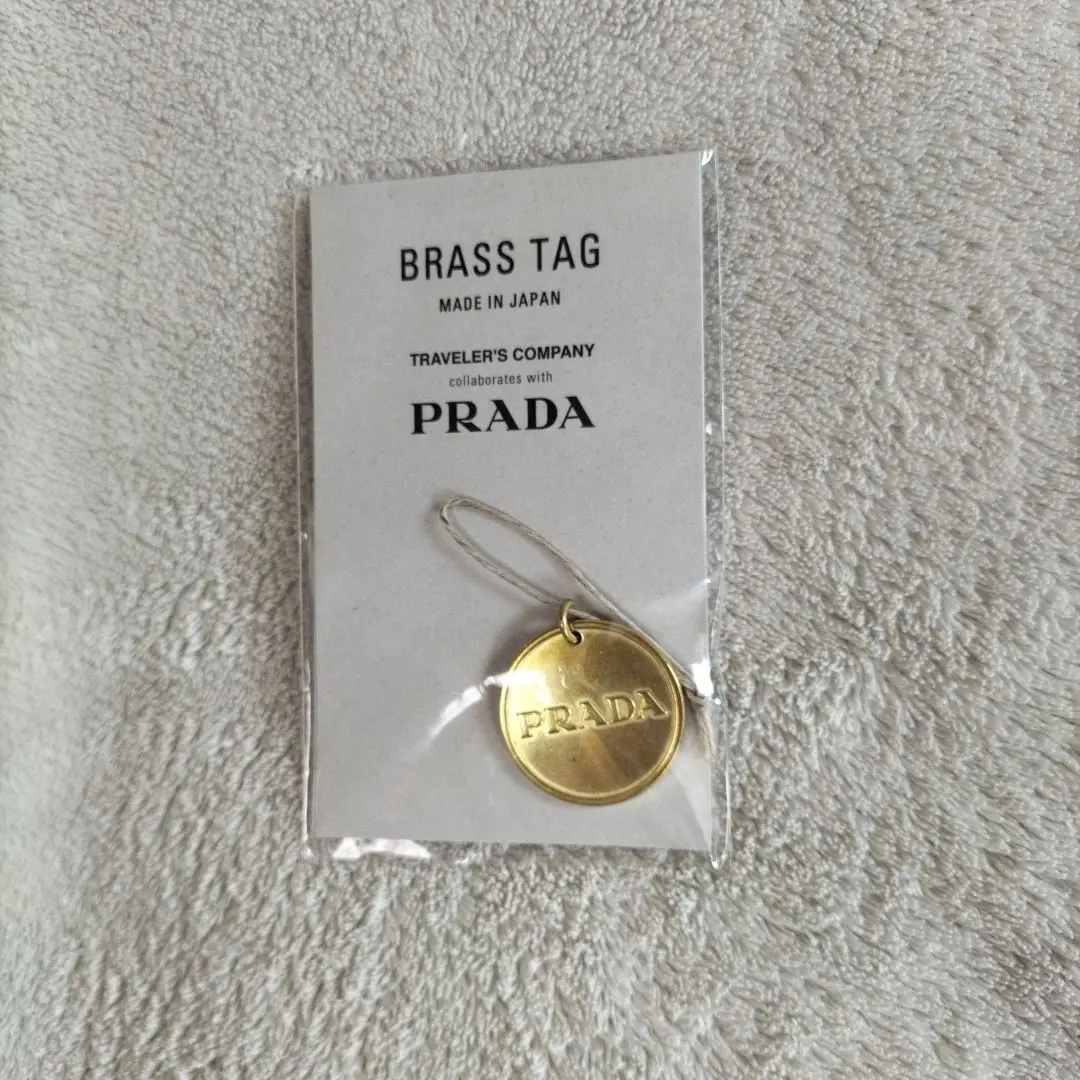 BRASS TAG
MADE IN JAPAN
TRAVELER'S COMPANY
collaborates with
PRADA
PRADA